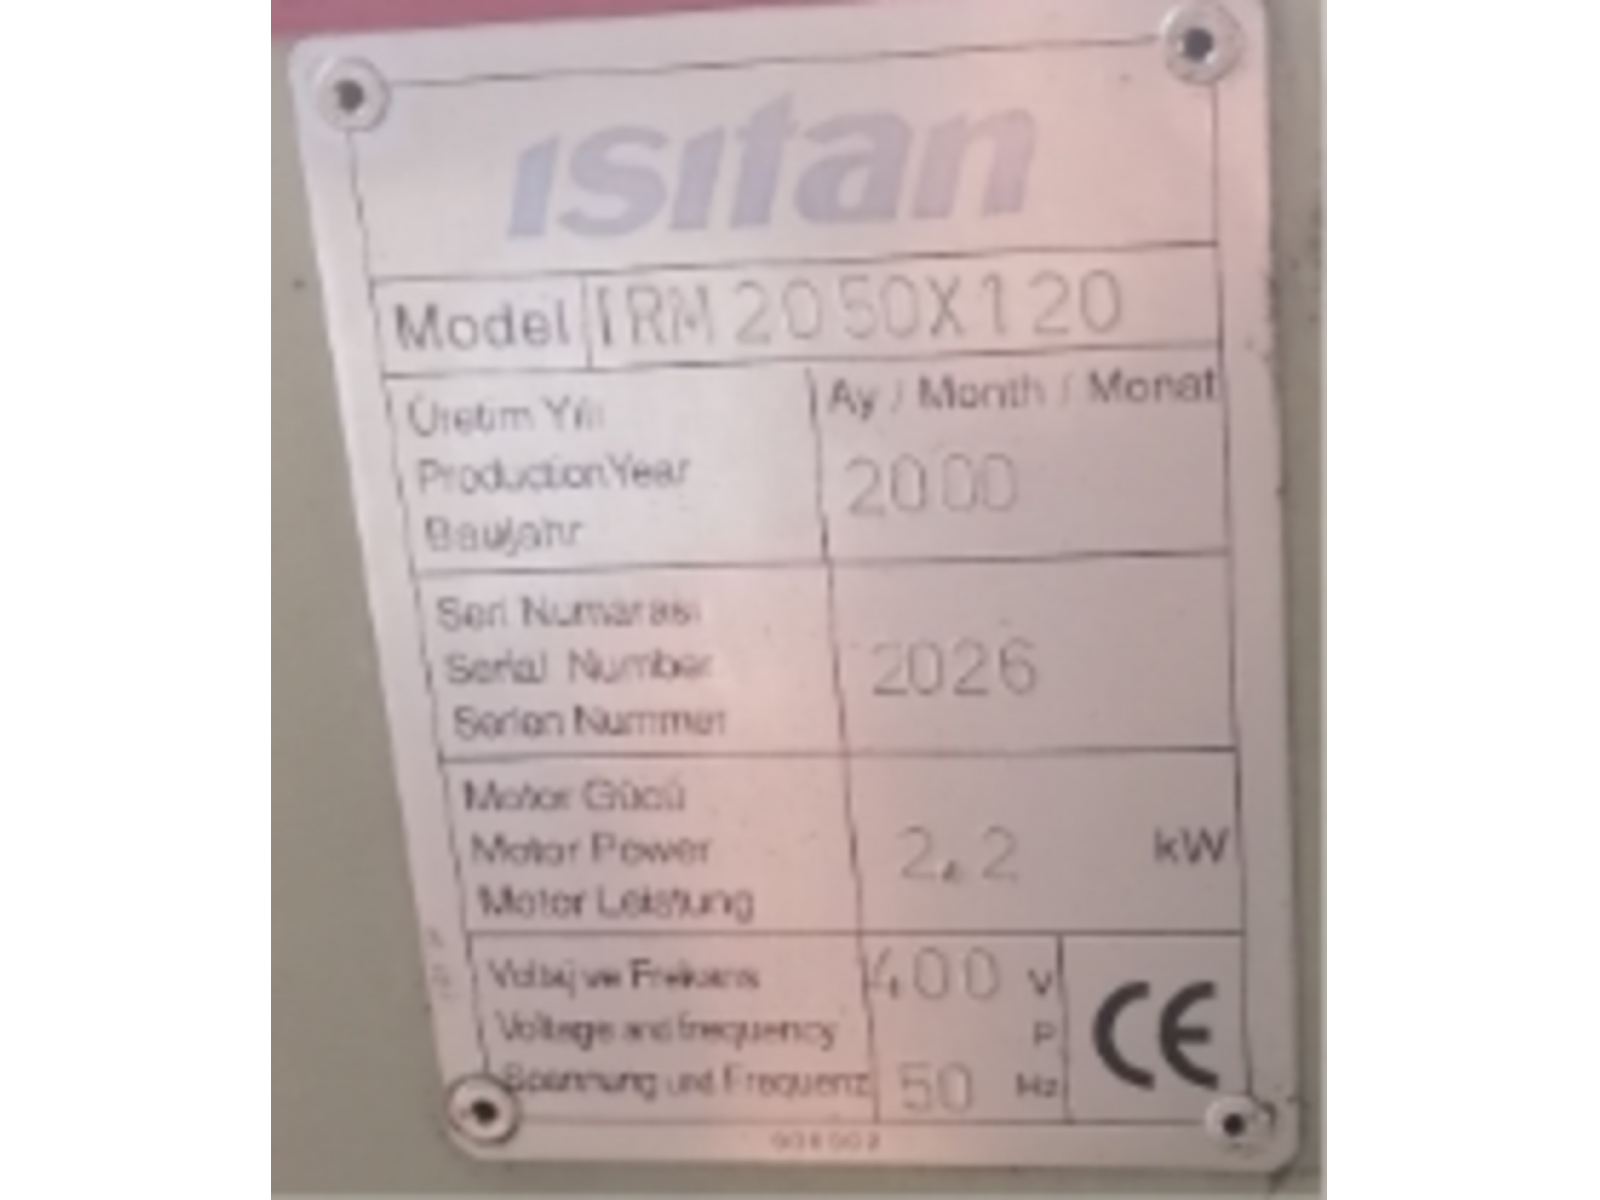 ısıtan
Model IRM 2050X120
Üretim Yılı
Production Year
Baujahr
Ay / Month / Monat
2000
Seri Numarası
Serial Number
Serien Nummer
2026
Motor Gücü
Motor Power
Motor Leistung
2.2 kW
Voltaj ve Frekans
Voltage and frequency
Spannung und Frequenz
400 V
P
50 Hz
CE